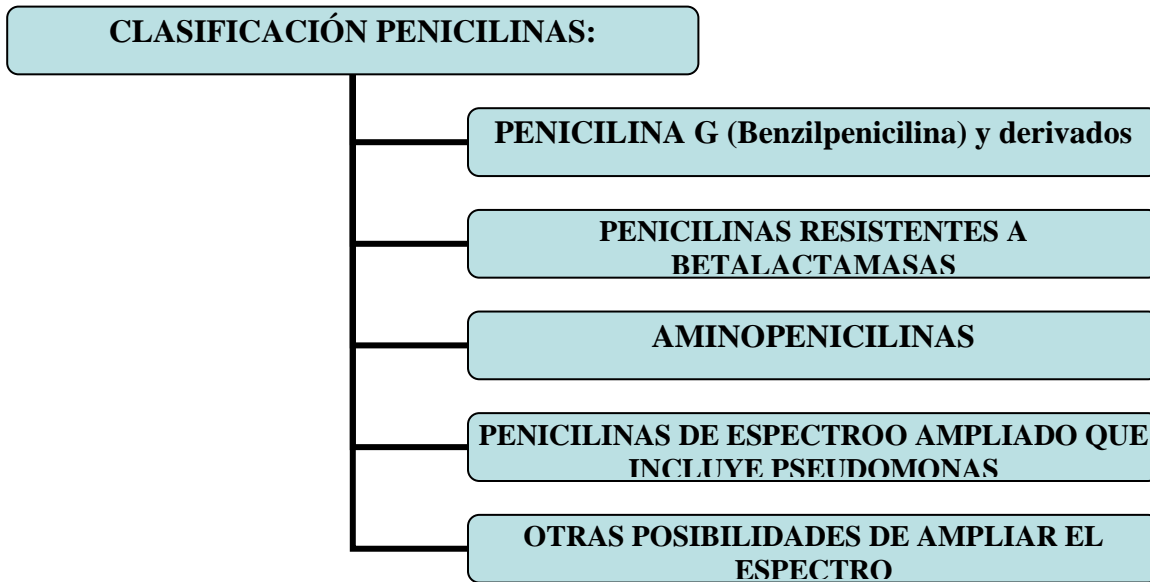 CLASIFICACIÓN PENICILINAS:
PENICILINA G (Benzilpenicilina) y derivados
PENICILINAS RESISTENTES A
BETALACTAMASAS
AMINOPENICILINAS
PENICILINAS DE ESPECTROO AMPLIADO QUE
INCLUYE PSEUDOMONAS
OTRAS POSIBILIDADES DE AMPLIAR EL
ESPECTRO